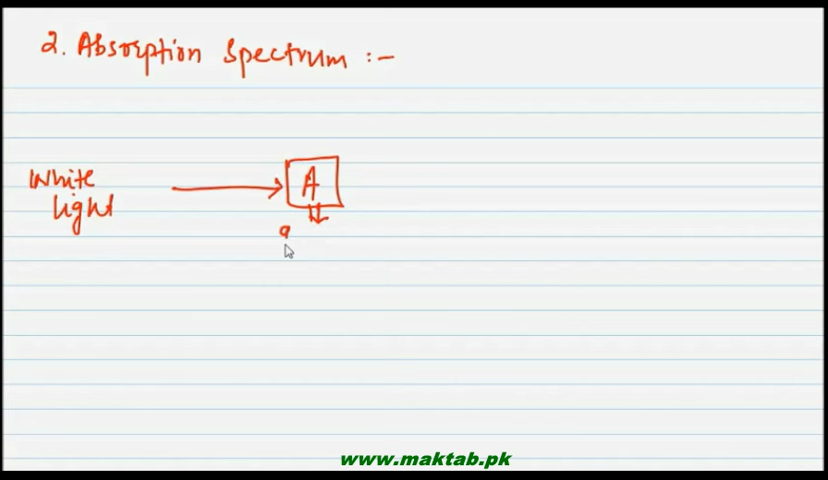 2. Absorption Spectrum :-
White
light
A
a
www.maktab.pk